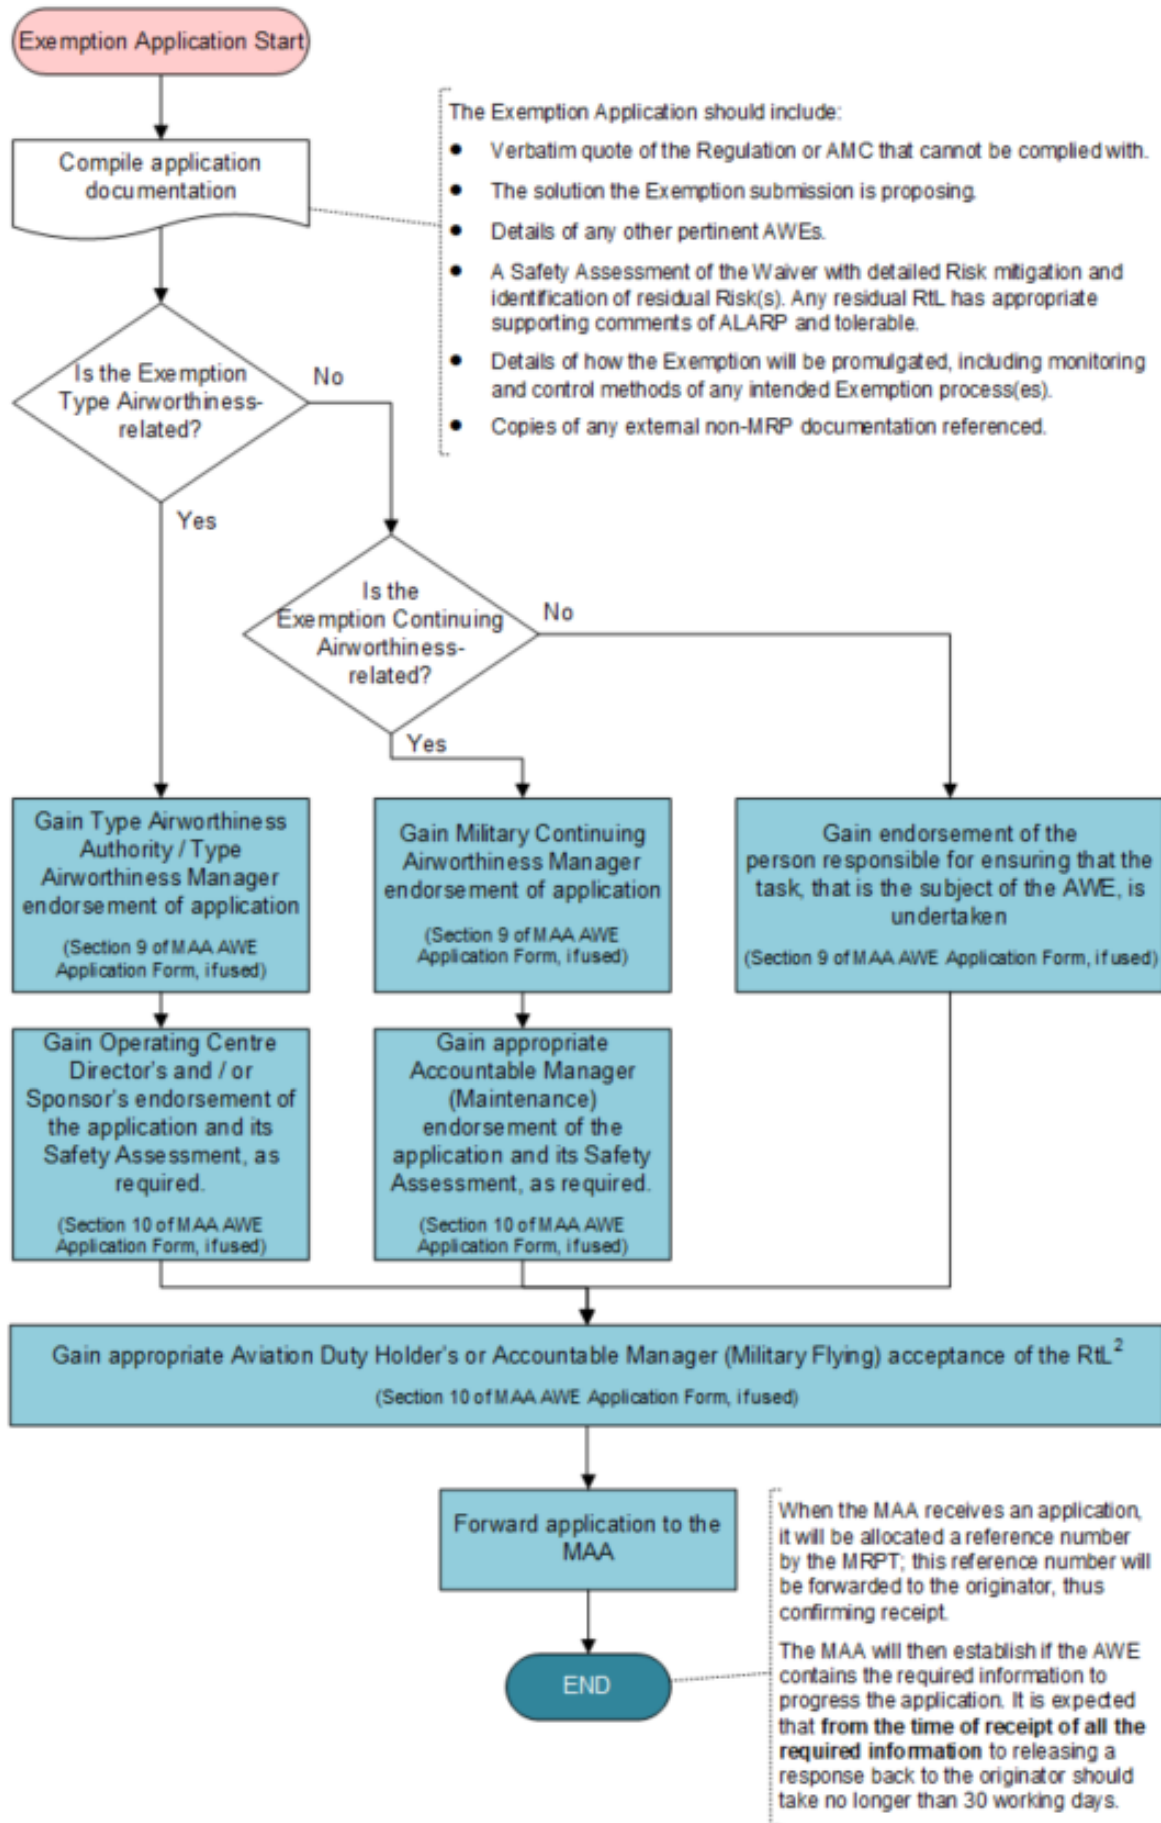 Exemption Application Start
Compile application
documentation
The Exemption Application should include:
● Verbatim quote of the Regulation or AMC that cannot be complied with.
● The solution the Exemption submission is proposing.
● Details of any other pertinent AWEs.
● A Safety Assessment of the Waiver with detailed Risk mitigation and
identification of residual Risk(s). Any residual RtL has appropriate
supporting comments of ALARP and tolerable.
● Details of how the Exemption will be promulgated, including monitoring
and control methods of any intended Exemption process(es).
● Copies of any external non-MRP documentation referenced.
Is the Exemption
Type Airworthiness-
related?
No
Yes
Is the
Exemption Continuing
Airworthiness-
related?
No
Yes
Gain Type Airworthiness
Authority / Type
Airworthiness Manager
endorsement of application
(Section 9 of MAA AWE
Application Form, if used)
Gain Military Continuing
Airworthiness Manager
endorsement of application
(Section 9 of MAA AWE
Application Form, if used)
Gain endorsement of the
person responsible for ensuring that the
task, that is the subject of the AWE, is
undertaken
(Section 9 of MAA AWE Application Form, if used)
Gain Operating Centre
Director's and / or
Sponsor's endorsement of
the application and its
Safety Assessment, as
required.
(Section 10 of MAA AWE
Application Form, if used)
Gain appropriate
Accountable Manager
(Maintenance)
endorsement of the
application and its Safety
Assessment, as required.
(Section 10 of MAA AWE
Application Form, if used)
Gain appropriate Aviation Duty Holder's or Accountable Manager (Military Flying) acceptance of the RtL²
(Section 10 of MAA AWE Application Form, if used)
Forward application to the
MAA
END
When the MAA receives an application,
it will be allocated a reference number
by the MRPT; this reference number will
be forwarded to the originator, thus
confirming receipt.
The MAA will then establish if the AWE
contains the required information to
progress the application. It is expected
that from the time of receipt of all the
required information to releasing a
response back to the originator should
take no longer than 30 working days.